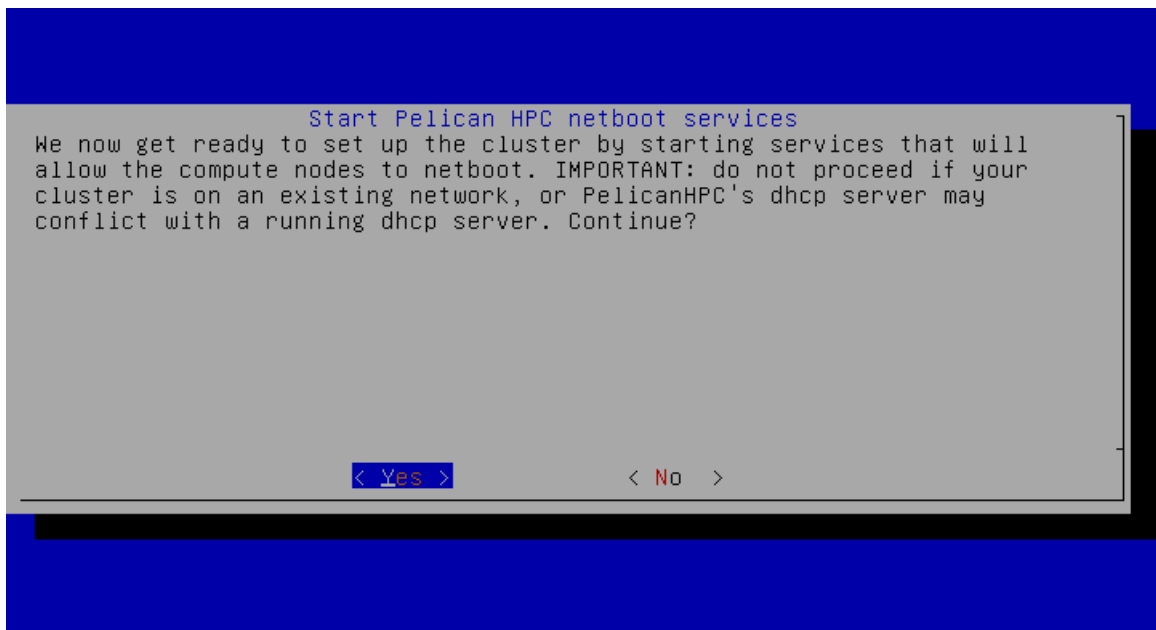 Start Pelican HPC netboot services
We now get ready to set up the cluster by starting services that will
allow the compute nodes to netboot. IMPORTANT: do not proceed if your
cluster is on an existing network, or PelicanHPC's dhcp server may
conflict with a running dhcp server. Continue?
< Yes > < No >